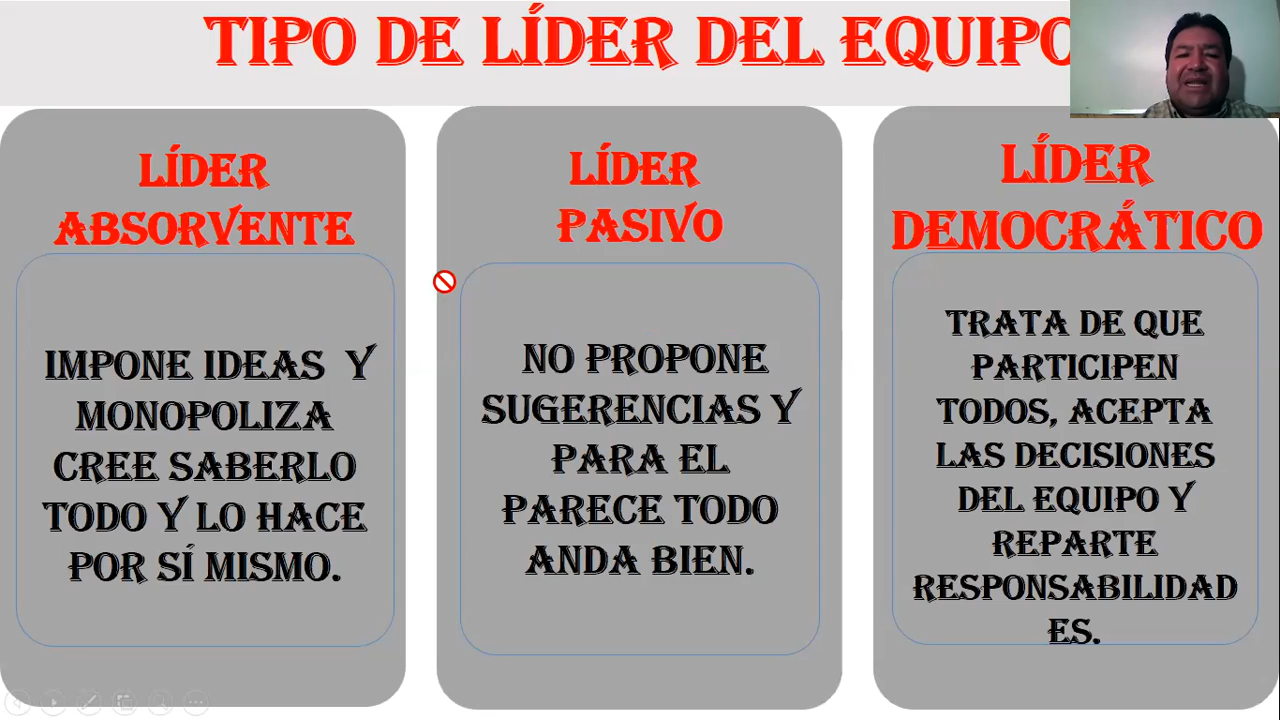 TIPO DE LÍDER DEL EQUIPO
LÍDER
ABSORVENTE
IMPONE IDEAS Y
MONOPOLIZA
CREE SABERLO
TODO Y LO HACE
POR SÍ MISMO.
LÍDER
PASIVO
NO PROPONE
SUGERENCIAS Y
PARA EL
PARECE TODO
ANDA BIEN.
LÍDER
DEMOCRÁTICO
TRATA DE QUE
PARTICIPEN
TODOS, ACEPTA
LAS DECISIONES
DEL EQUIPO Y
REPARTE
RESPONSABILIDAD
ES.